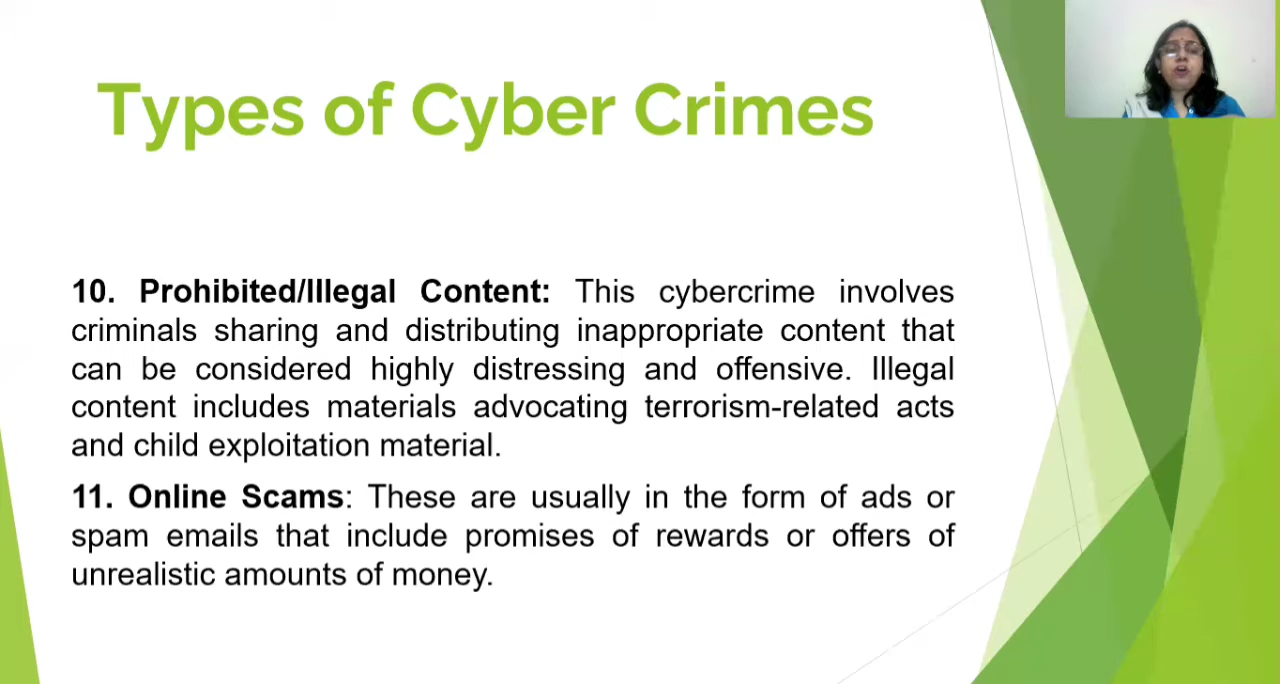 Types of Cyber Crimes
10. Prohibited/Illegal Content: This cybercrime involves
criminals sharing and distributing inappropriate content that
can be considered highly distressing and offensive. Illegal
content includes materials advocating terrorism-related acts
and child exploitation material.
11. Online Scams: These are usually in the form of ads or
spam emails that include promises of rewards or offers of
unrealistic amounts of money.